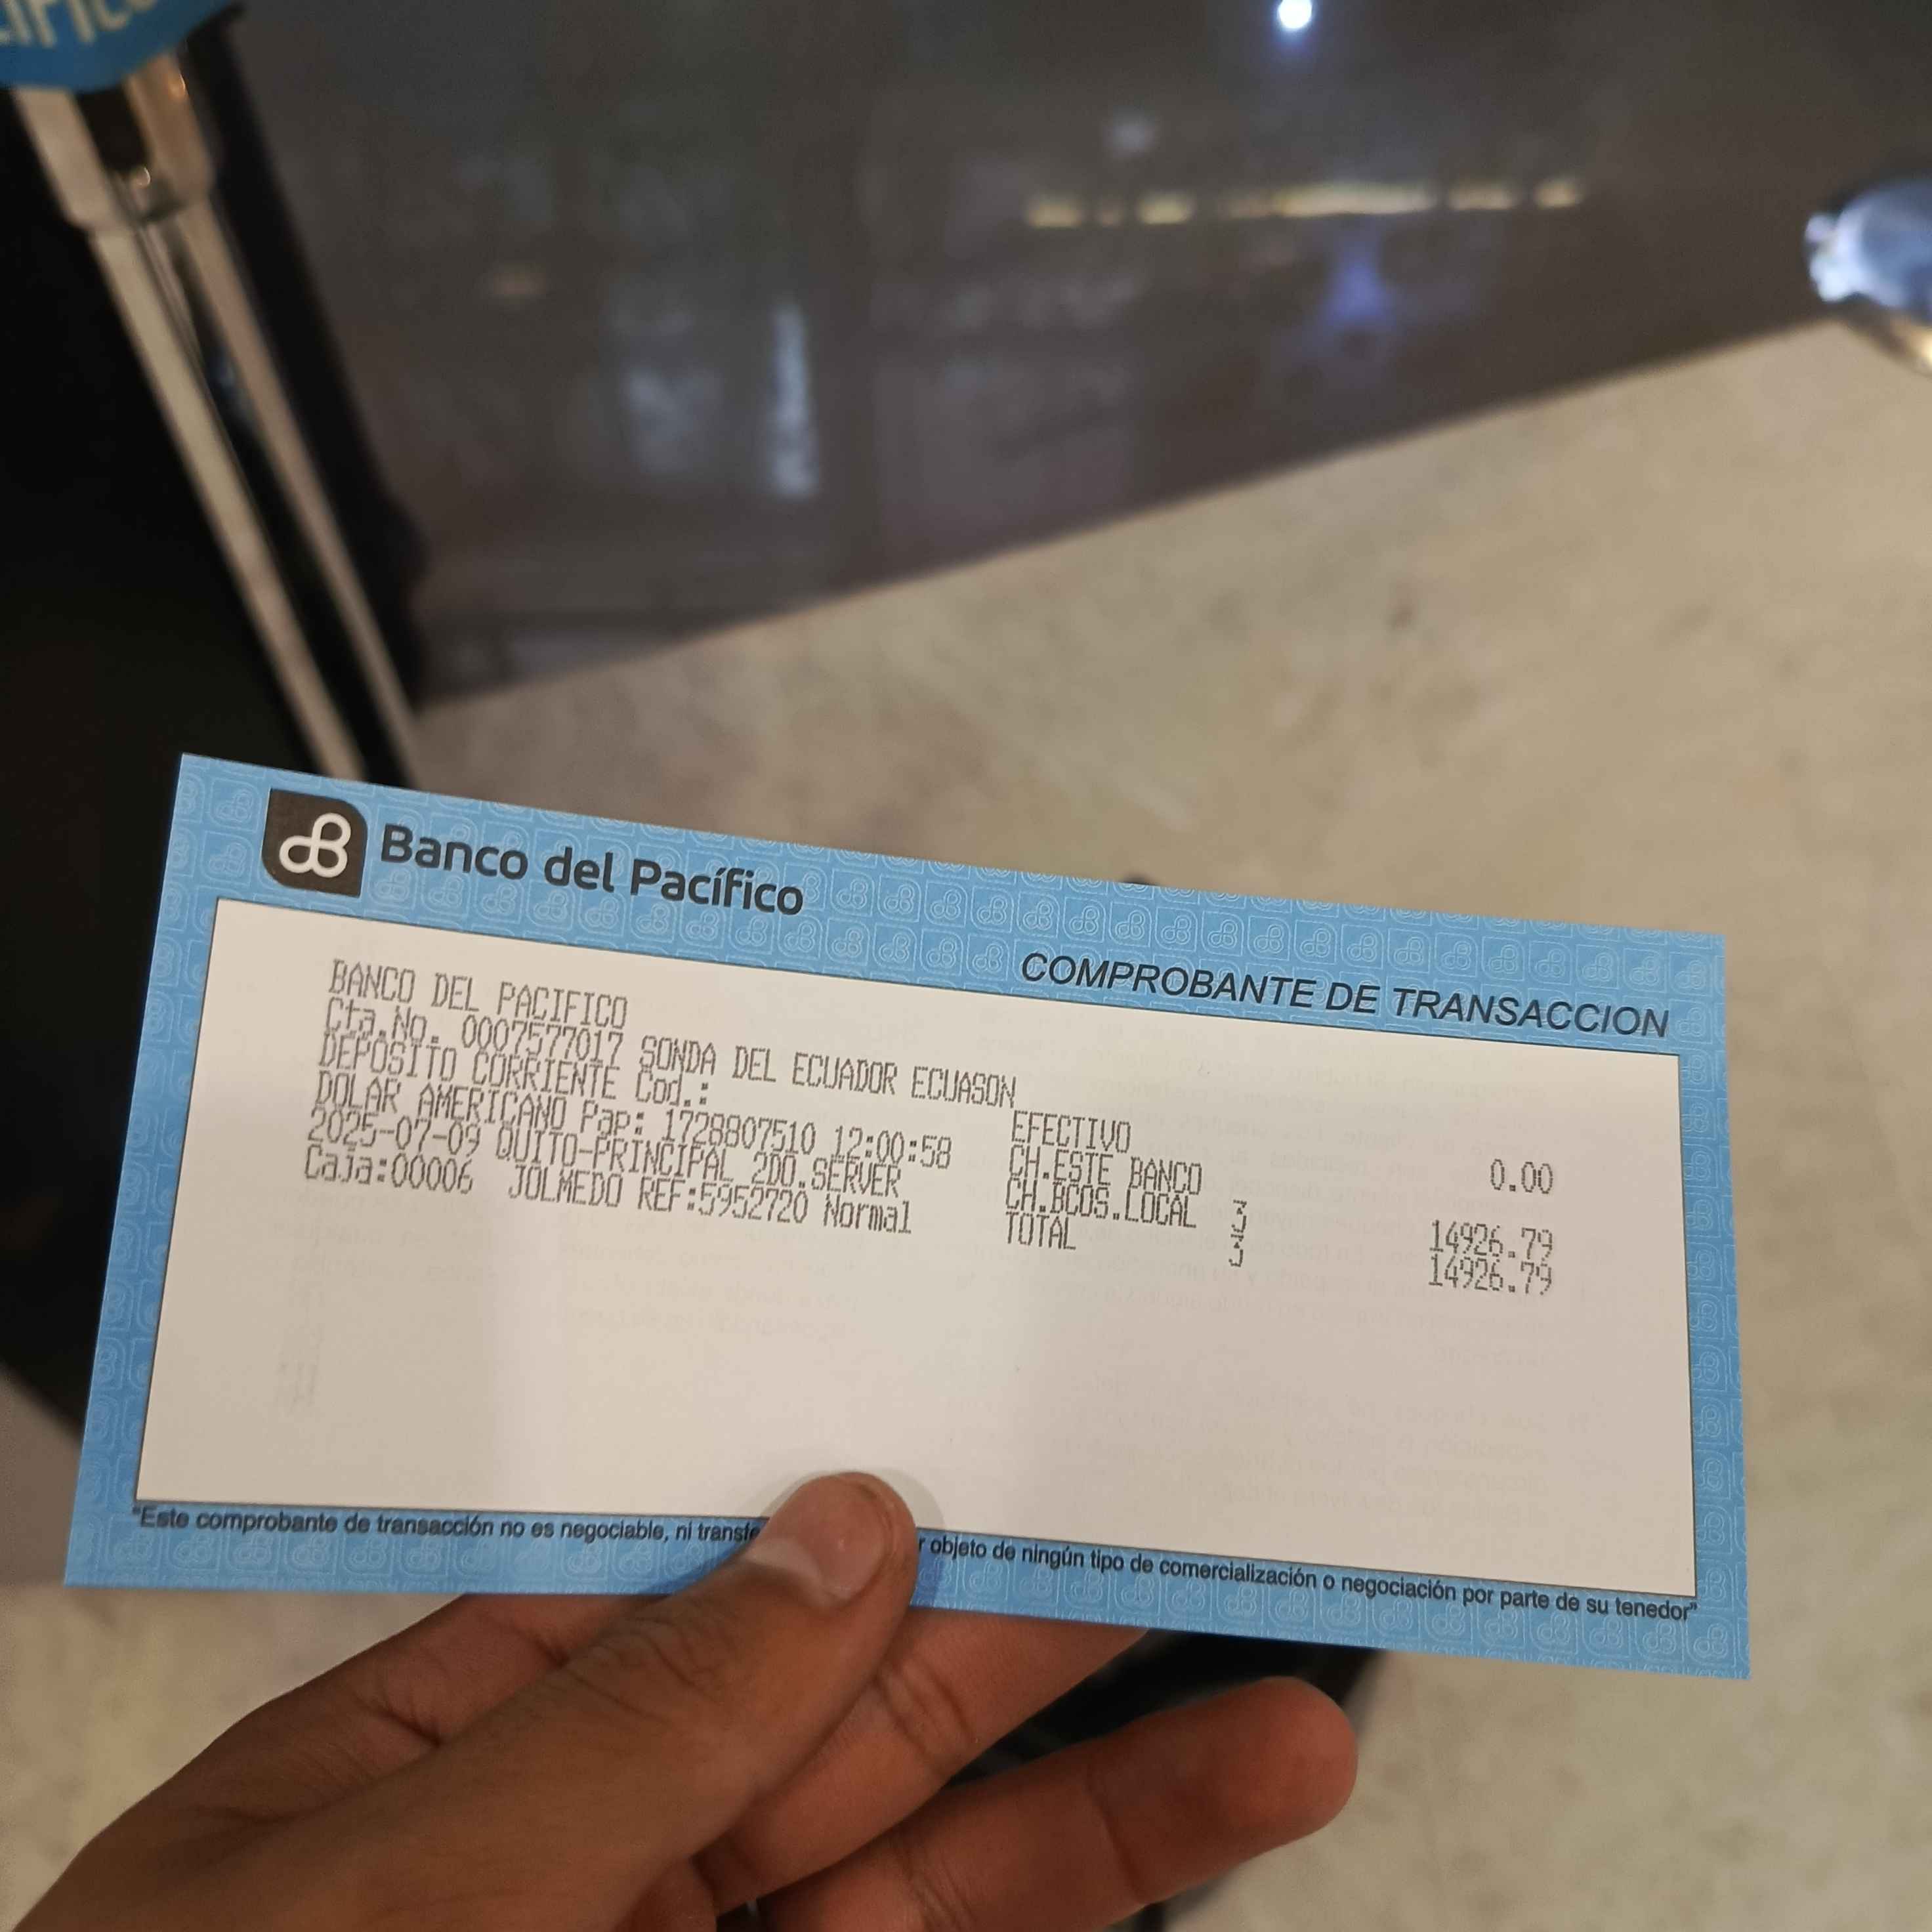 Banco del Pacífico
COMPROBANTE DE TRANSACCION
BANCO DEL PACIFICO
Cta.No. 0007577017 SONDA DEL ECUADOR ECUASON
DEPOSITO CORRIENTE Cod.:
DOLAR AMERICANO Pap: 1728807510 12:00:58
2025-07-09 QUITO-PRINCIPAL 2DO.SERVER
Caja:00006 JOLMEDO REF:5952720 Normal
EFECTIVO 0.00
CH.ESTE BANCO
CH.BCOS.LOCAL 3 14926.79
TOTAL 3 14926.79
"Este comprobante de transacción no es negociable, ni objeto de ningún tipo de comercialización o negociación por parte de su tenedor"